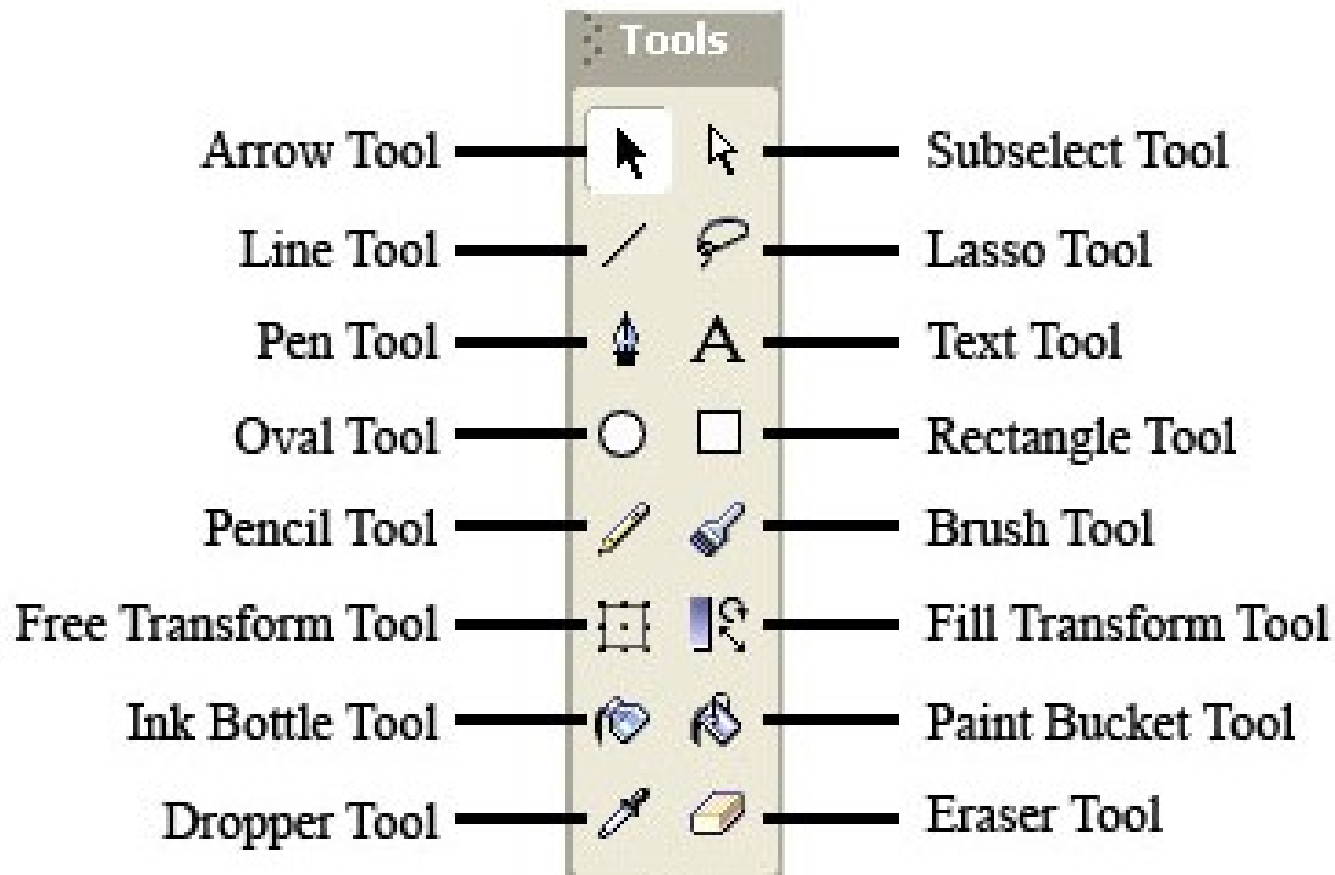 Tools
Arrow Tool
Subselect Tool
Line Tool
Lasso Tool
Pen Tool
A
Text Tool
Oval Tool
Rectangle Tool
Pencil Tool
Brush Tool
Free Transform Tool
Fill Transform Tool
Ink Bottle Tool
Paint Bucket Tool
Dropper Tool
Eraser Tool